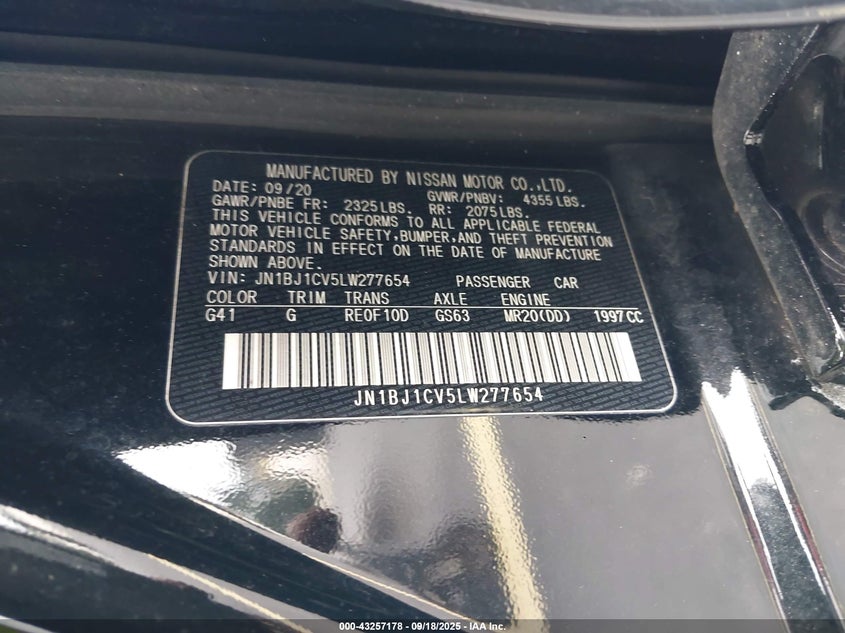 MANUFACTURED BY NISSAN MOTOR CO.,LTD.
DATE: 09/20 GVWR/PNBV: 4355 LBS.
GAWR/PNBE FR: 2325 LBS. RR: 2075 LBS.
THIS VEHICLE CONFORMS TO ALL APPLICABLE FEDERAL
MOTOR VEHICLE SAFETY,BUMPER,AND THEFT PREVENTION
STANDARDS IN EFFECT ON THE DATE OF MANUFACTURE
SHOWN ABOVE.
VIN: JN1BJ1CV5LW277654 PASSENGER CAR
COLOR TRIM TRANS AXLE ENGINE
G41 G RE0F10D GS63 MR20(DD) 1997CC
JN1BJ1CV5LW277654
000-43257178 - 09/18/2025 - IAA Inc.